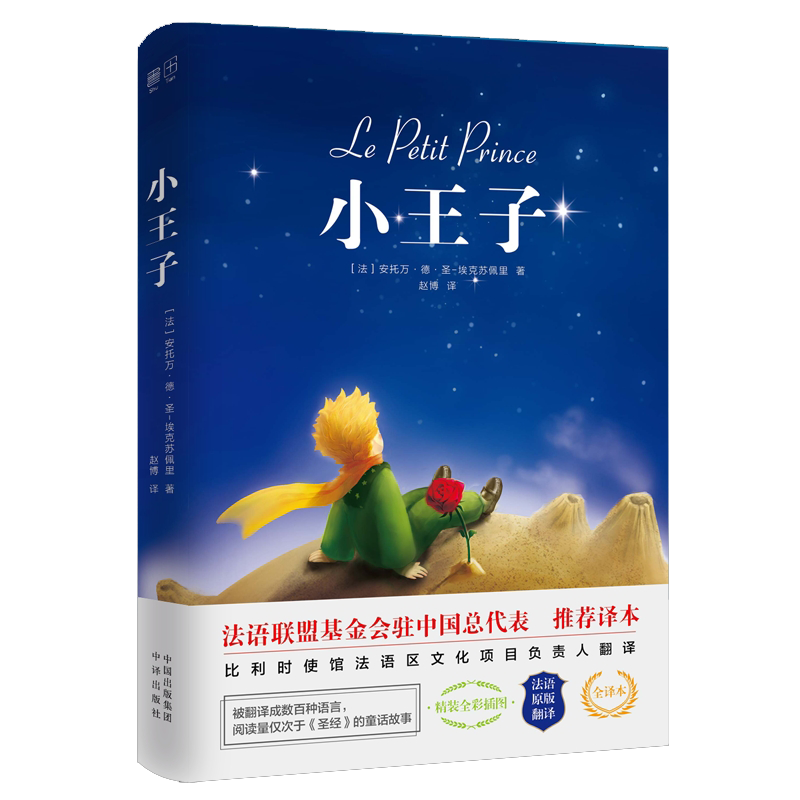 Le Petit Prince
小王子
[法]安托万·德·圣-埃克苏佩里 著
赵博 译
法语联盟基金会驻中国总代表 推荐译本
比利时使馆法语区文化项目负责人翻译
被翻译成数百种语言，
阅读量仅次于《圣经》的童话故事
精装全彩插图
法语
原版
翻译
全译本
小王子
[法]安托万·德·圣-埃克苏佩里 著
赵博 译
中国出版集团
中译出版社